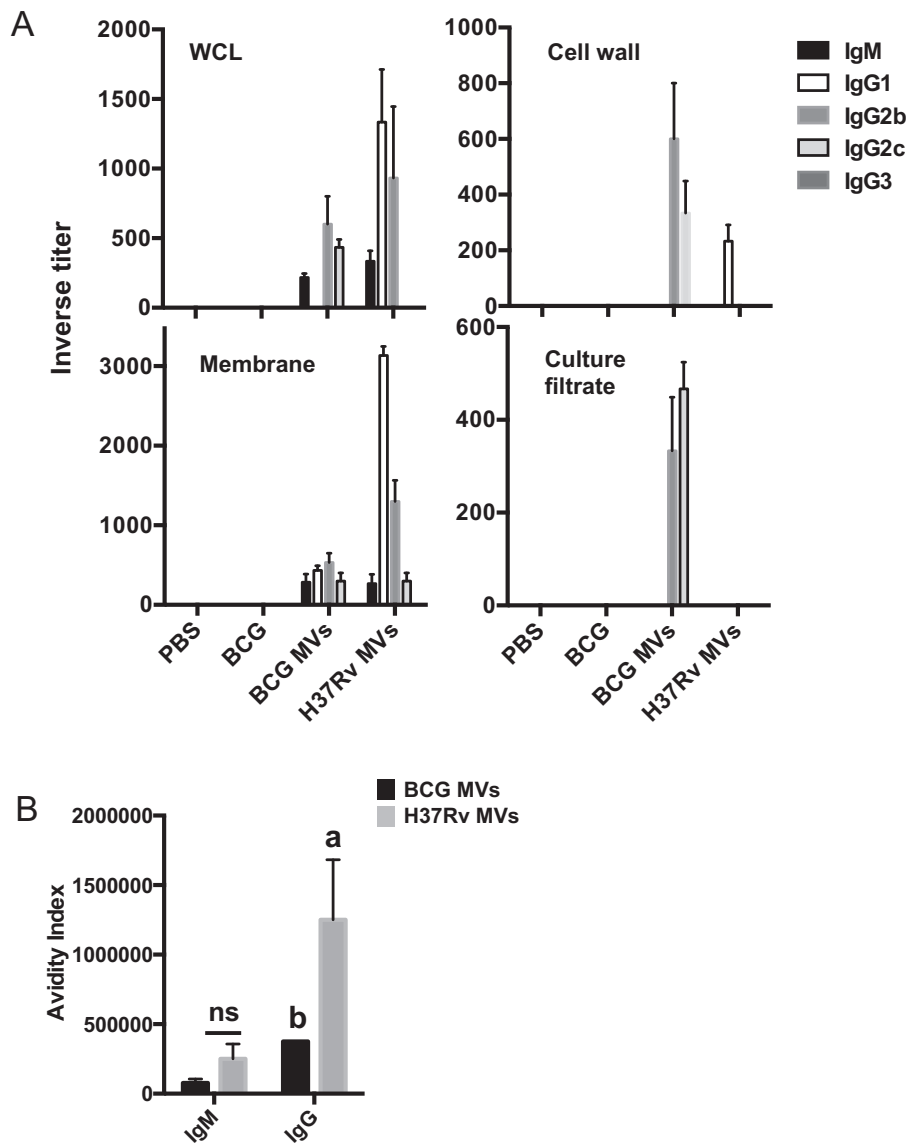 A
Inverse titer
WCL
2000
1500
1000
500
0
Cell wall
1000
800
600
400
200
0
IgM
IgG1
IgG2b
IgG2c
IgG3
Membrane
3000
2000
1000
0
PBS
BCG
BCG MVs
H37Rv MVs
Culture
filtrate
600
400
200
0
PBS
BCG
BCG MVs
H37Rv MVs
B
BCG MVs
H37Rv MVs
Avidity Index
2000000
1500000
1000000
500000
0
ns
b
a
IgM
IgG